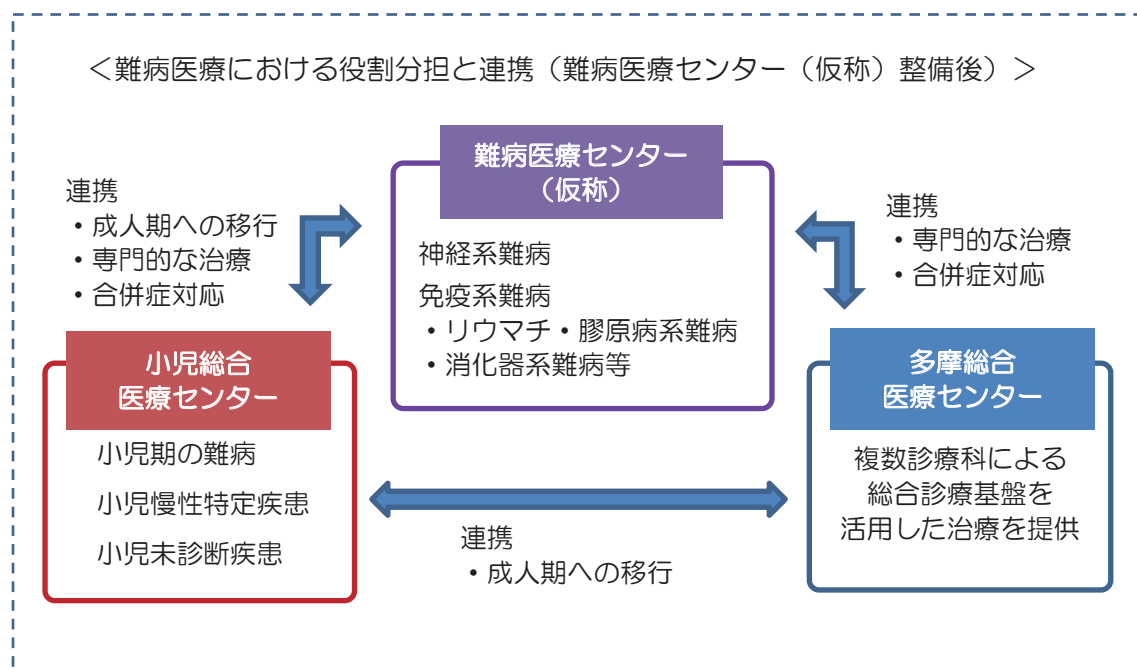 ＜難病医療における役割分担と連携（難病医療センター（仮称）整備後）＞
難病医療センター
（仮称）
神経系難病
免疫系難病
・リウマチ・膠原病系難病
・消化器系難病等
連携
・成人期への移行
・専門的な治療
・合併症対応
連携
・専門的な治療
・合併症対応
小児総合
医療センター
小児期の難病
小児慢性特定疾患
小児未診断疾患
連携
・成人期への移行
多摩総合
医療センター
複数診療科による
総合診療基盤を
活用した治療を提供